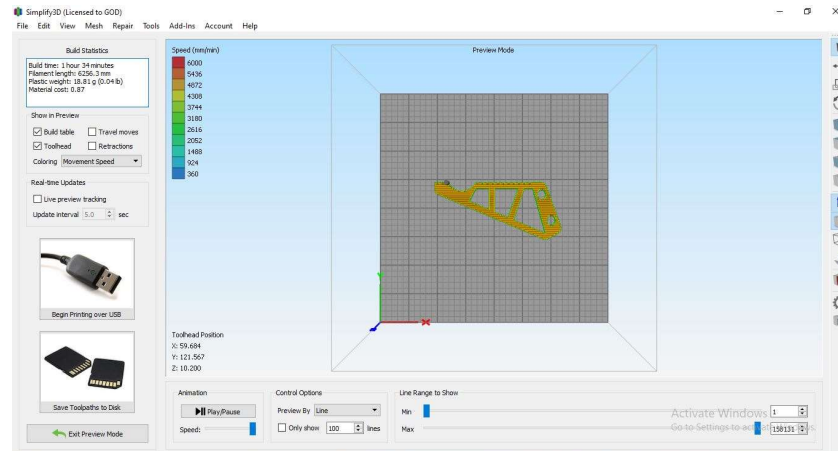 Simplify3D (Licensed to GOD)
File Edit View Mesh Repair Tools Add-Ins Account Help
Build Statistics
Build time: 1 hour 34 minutes
Filament length: 6256.3 mm
Plastic weight: 18.81 g (0.04 lb)
Material cost: 0.87
Show in Preview
Build table Travel moves
Toolhead Retractions
Coloring Movement Speed
Real-time Updates
Live preview tracking
Update interval 5.0 sec
Begin Printing over USB
Save Toolpaths to Disk
Exit Preview Mode
Speed (mm/min)
6000
5436
4872
4308
3744
3180
2616
2052
1488
924
360
Preview Mode
Toolhead Position
X: 59.684
Y: 121.567
Z: 10.200
Animation
Play/Pause
Speed:
Control Options
Preview By Line
Only show 100 lines
Line Range to Show
Min 1
Max 158131
Activate Windows
Go to Settings to